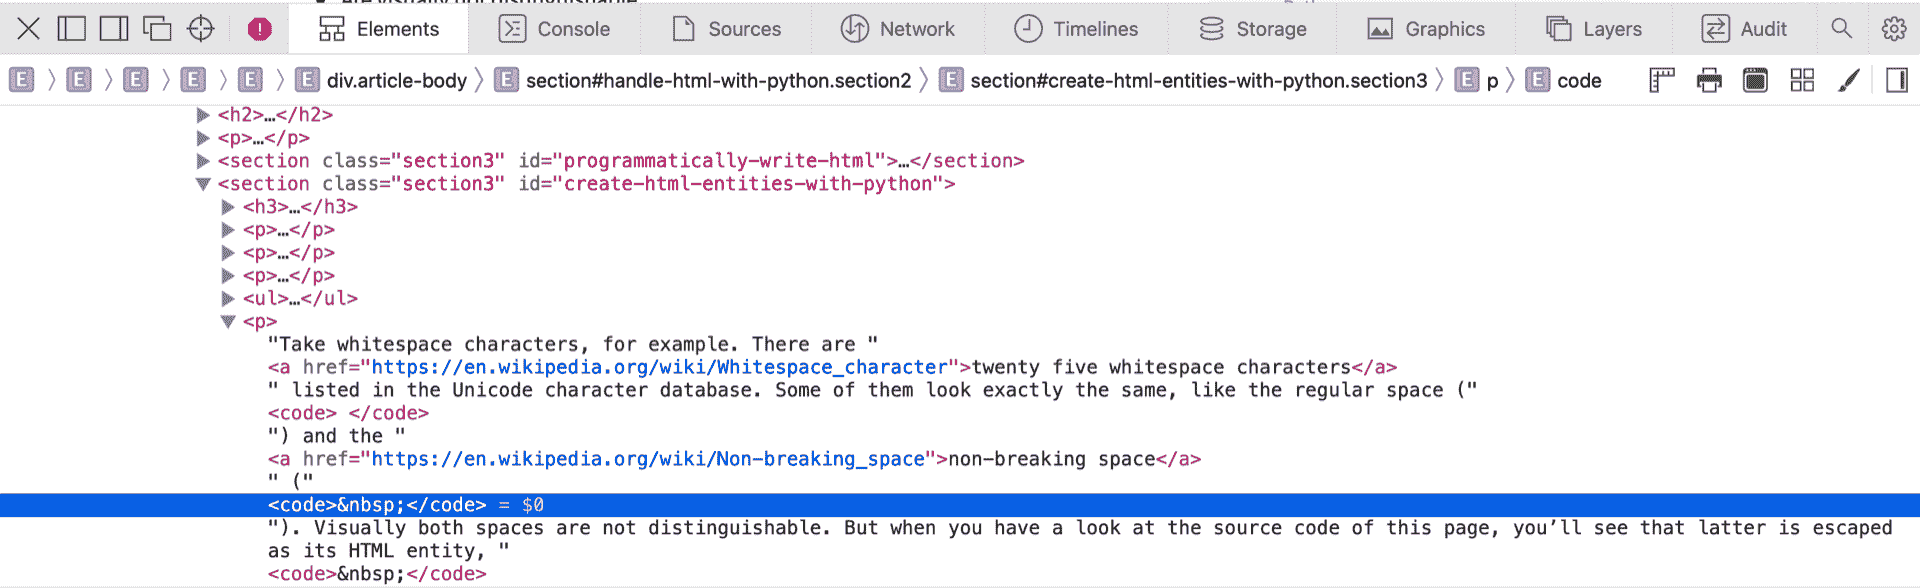 Elements Console Sources Network Timelines Storage Graphics Layers Audit
E E E E E E div.article-body E section#handle-html-with-python.section2 E section#create-html-entities-with-python.section3 E p E code
<h2>…</h2>
<p>…</p>
<section class="section3" id="programmatically-write-html">…</section>
<section class="section3" id="create-html-entities-with-python">
<h3>…</h3>
<p>…</p>
<p>…</p>
<p>…</p>
<ul>…</ul>
<p>
"Take whitespace characters, for example. There are "
<a href="https://en.wikipedia.org/wiki/Whitespace_character">twenty five whitespace characters</a>
" listed in the Unicode character database. Some of them look exactly the same, like the regular space ("
<code> </code>
") and the "
<a href="https://en.wikipedia.org/wiki/Non-breaking_space">non-breaking space</a>
" ("
<code>&nbsp;</code> = $0
"). Visually both spaces are not distinguishable. But when you have a look at the source code of this page, you’ll see that latter is escaped
as its HTML entity, "
<code>&nbsp;</code>